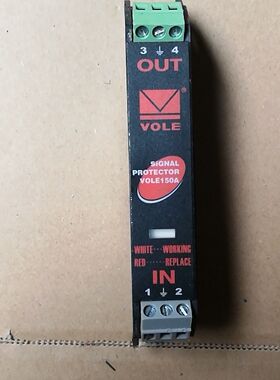 3 ⏚ 4
OUT
®
VOLE
SIGNAL
PROTECTOR
VOLE150A
WHITE···WORKING
RED······REPLACE
IN
1 ⏚ 2